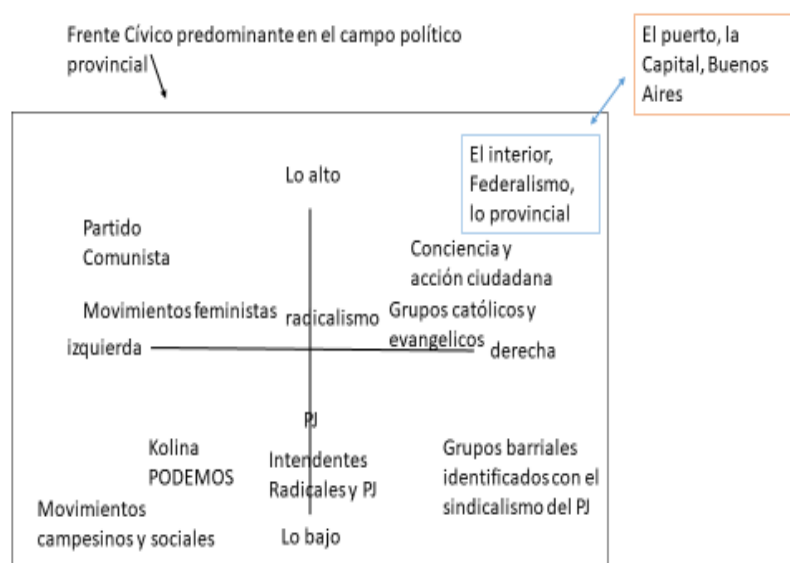 Frente Cívico predominante en el campo político
provincial
El puerto, la
Capital, Buenos
Aires
El interior,
Federalismo,
lo provincial
Lo alto
Partido
Comunista
Conciencia y
acción ciudadana
Movimientos feministas
radicalismo
Grupos católicos y
evangelicos
izquierda
derecha
PJ
Kolina
PODEMOS
Intendentes
Radicales y PJ
Grupos barriales
identificados con el
sindicalismo del PJ
Movimientos
campesinos y sociales
Lo bajo